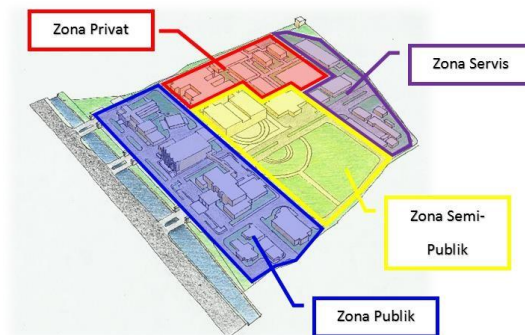 Zona Privat
Zona Servis
Zona Semi-
Publik
Zona Publik